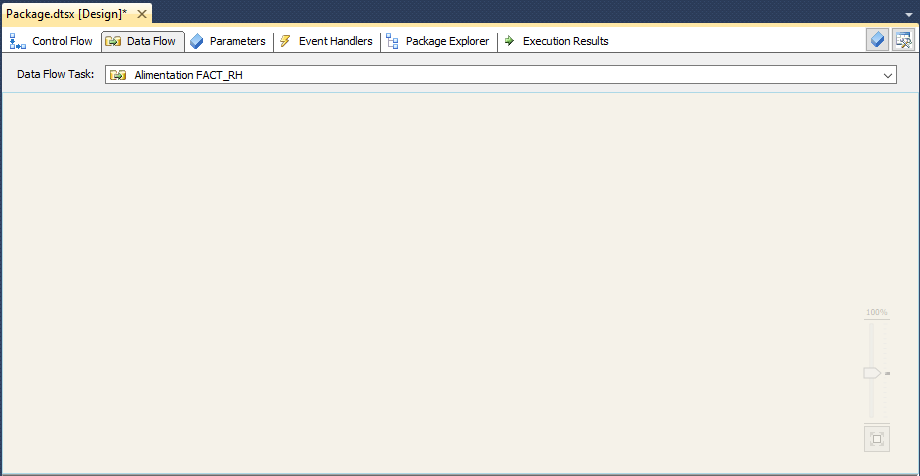 Package.dtsx [Design]*
Control Flow Data Flow Parameters Event Handlers Package Explorer Execution Results
Data Flow Task: Alimentation FACT_RH
100%